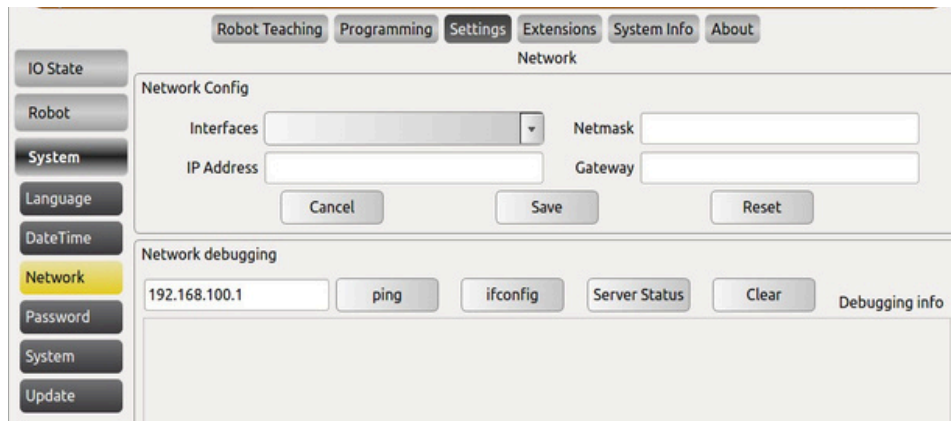 Robot Teaching Programming Settings Extensions System Info About
Network
IO State
Robot
System
Language
DateTime
Network
Password
System
Update
Network Config
Interfaces
Netmask
IP Address
Gateway
Cancel Save Reset
Network debugging
192.168.100.1 ping ifconfig Server Status Clear Debugging info